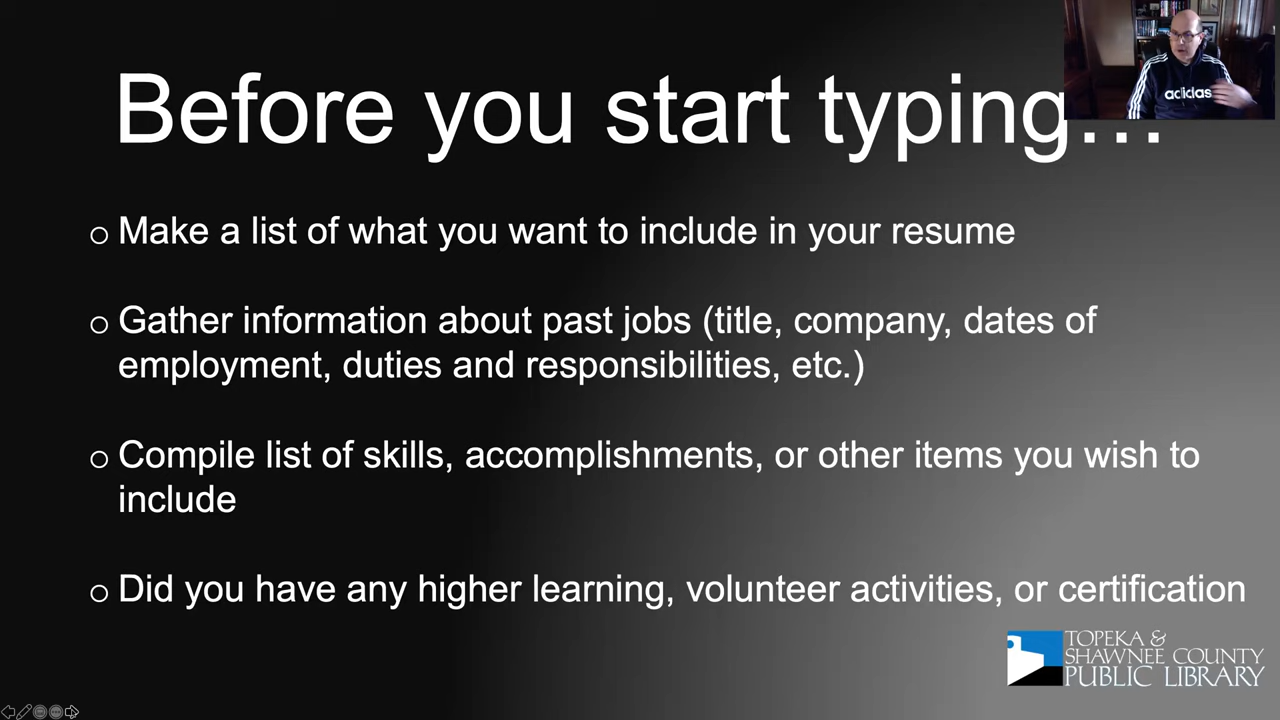 Before you start typing...
adidas
o Make a list of what you want to include in your resume
o Gather information about past jobs (title, company, dates of
employment, duties and responsibilities, etc.)
o Compile list of skills, accomplishments, or other items you wish to
include
o Did you have any higher learning, volunteer activities, or certification
TOPEKA &
SHAWNEE COUNTY
PUBLIC LIBRARY